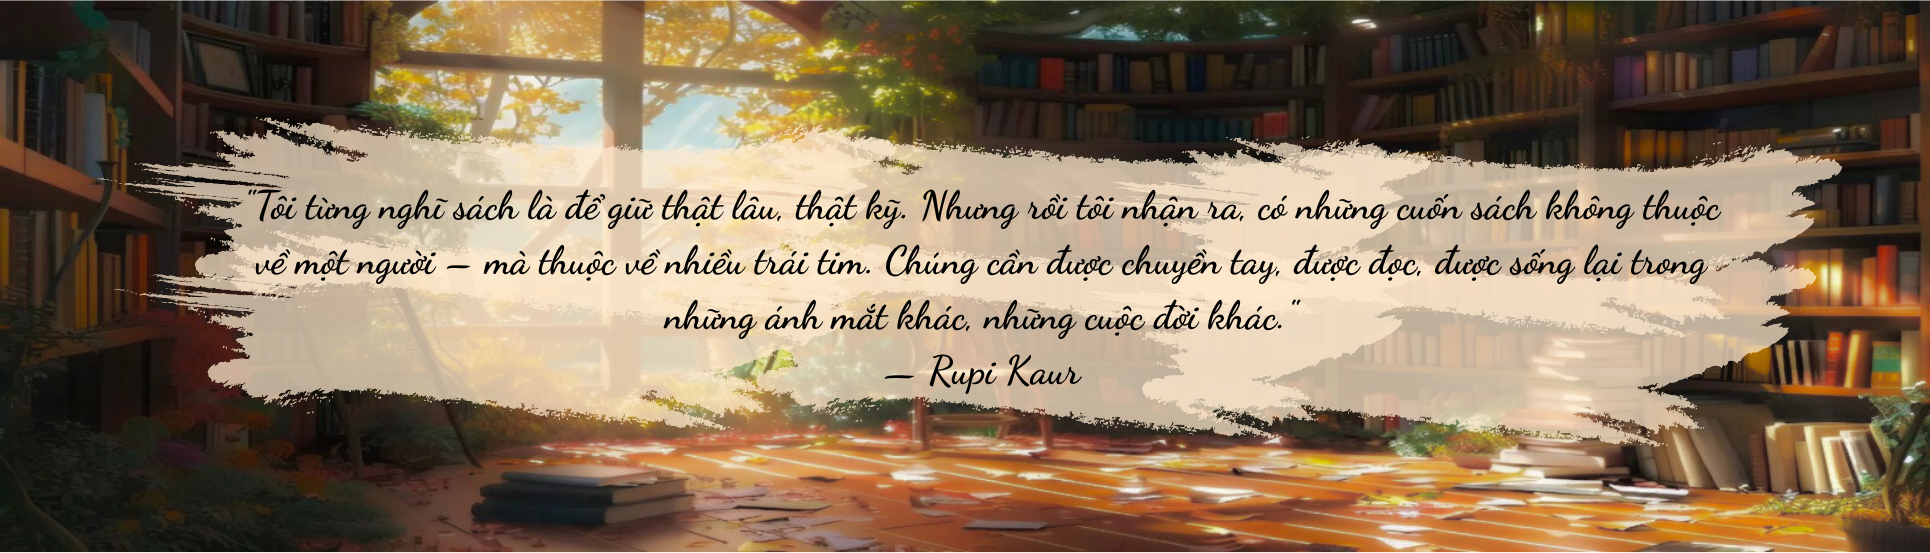 "Tôi từng nghĩ sách là để giữ thật lâu, thật kỹ. Nhưng rồi tôi nhận ra, có những cuốn sách không thuộc
về một người – mà thuộc về nhiều trái tim. Chúng cần được chuyền tay, được đọc, được sống lại trong
những ánh mắt khác, những cuộc đời khác."
– Rupi Kaur